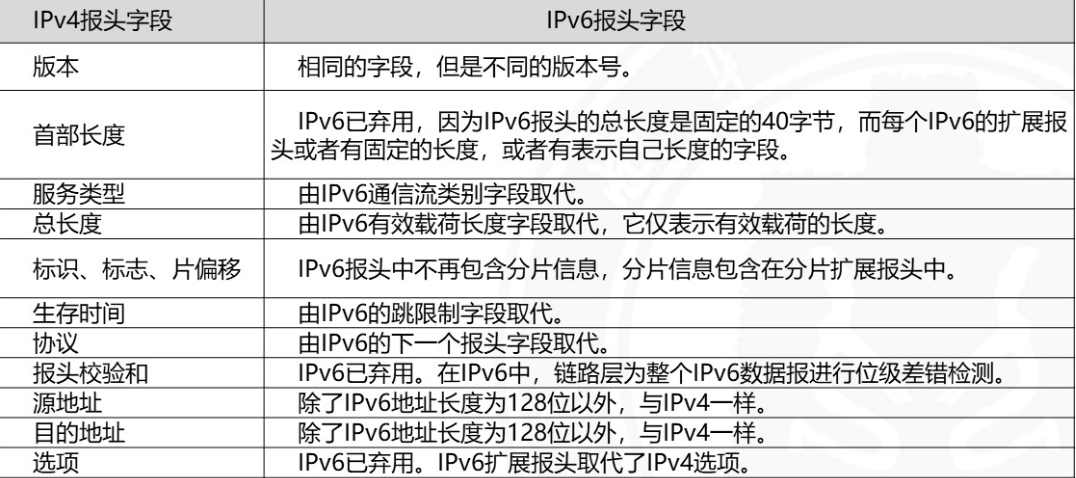 IPv4报头字段 IPv6报头字段
版本 相同的字段，但是不同的版本号。
首部长度 IPv6已弃用，因为IPv6报头的总长度是固定的40字节，而每个IPv6的扩展报
头或者有固定的长度，或者有表示自己长度的字段。
服务类型 由IPv6通信流类别字段取代。
总长度 由IPv6有效载荷长度字段取代，它仅表示有效载荷的长度。
标识、标志、片偏移 IPv6报头中不再包含分片信息，分片信息包含在分片扩展报头中。
生存时间 由IPv6的跳限制字段取代。
协议 由IPv6的下一个报头字段取代。
报头校验和 IPv6已弃用。在IPv6中，链路层为整个IPv6数据报进行位级差错检测。
源地址 除了IPv6地址长度为128位以外，与IPv4一样。
目的地址 除了IPv6地址长度为128位以外，与IPv4一样。
选项 IPv6已弃用。IPv6扩展报头取代了IPv4选项。